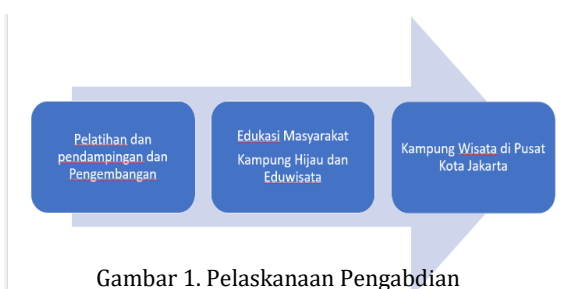 Pelatihan dan
pendampingan dan
Pengembangan
Edukasi Masyarakat
Kampung Hijau dan
Eduwisata
Kampung Wisata di Pusat
Kota Jakarta
Gambar 1. Pelaskanaan Pengabdian